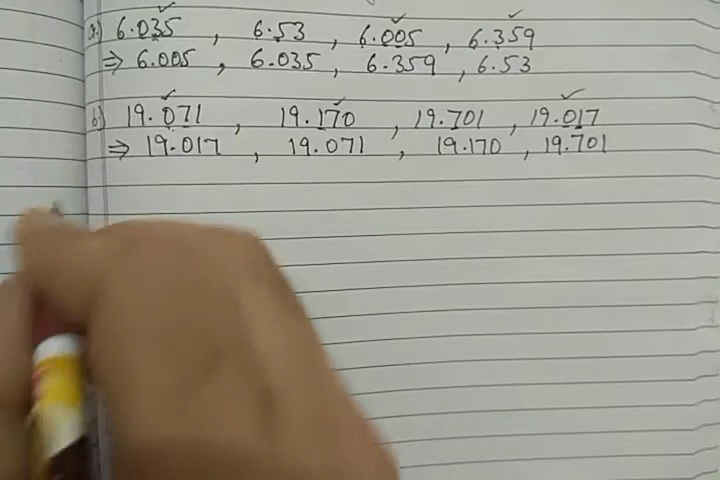 a.) 6.035 , 6.53 , 6.005 , 6.359
⇒ 6.005 , 6.035 , 6.359 , 6.53
b) 19.071 , 19.170 , 19.701 , 19.017
⇒ 19.017 , 19.071 , 19.170 , 19.701